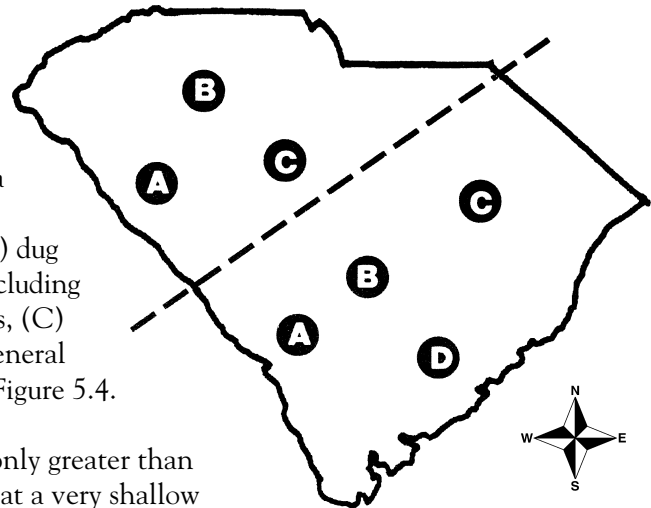 B
C
A
a
C
) dug
cluding
B
s, (C)
A
eneral
D
Figure 5.4.
N
W E
S
only greater than
at a very shallow